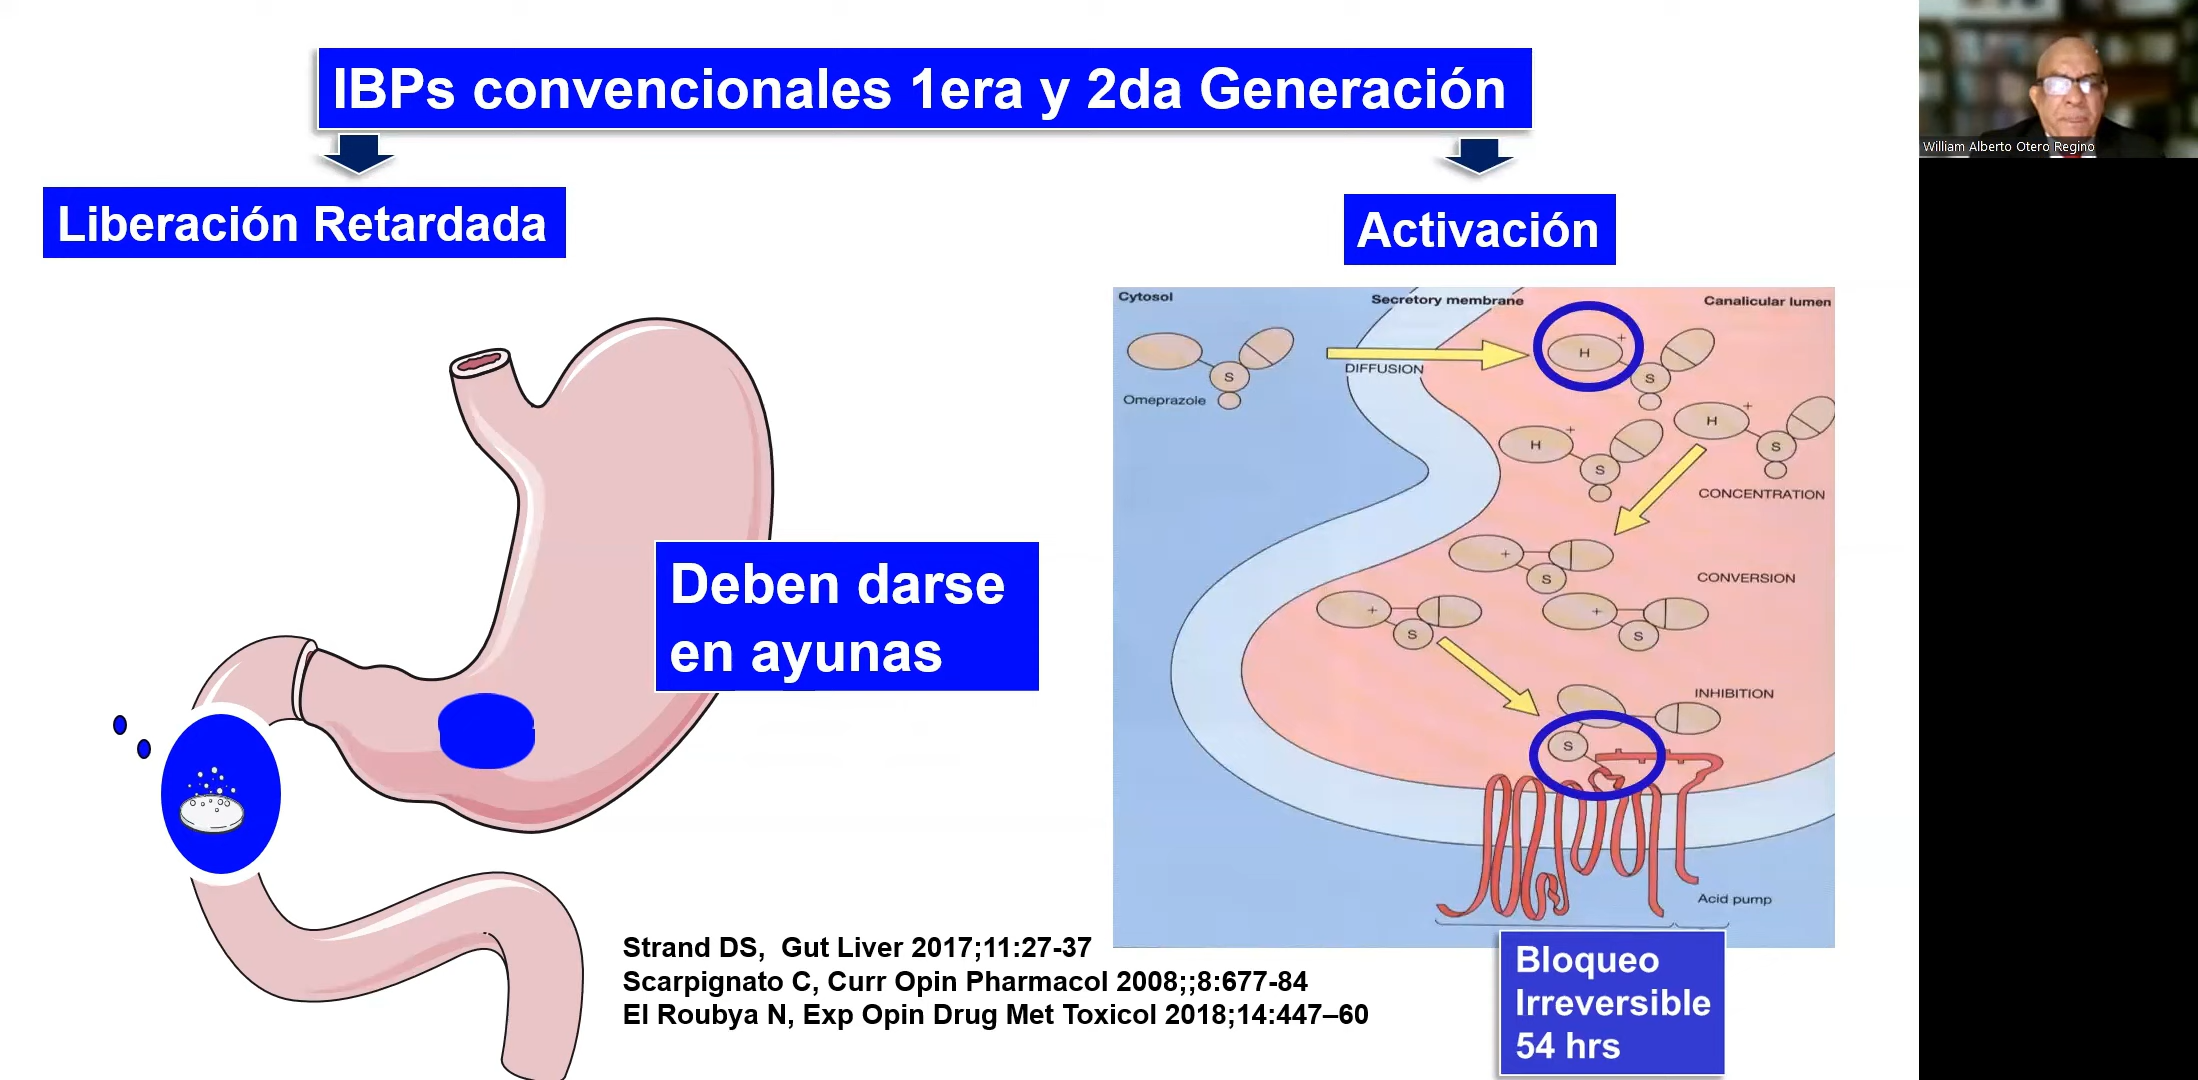 IBPs convencionales 1era y 2da Generación
William Alberto Otero Regino
Liberación Retardada
Activación
Cytosol
Secretory membrane
Canalicular lumen
H
+
S
DIFFUSION
Omeprazole
S
H
+
S
H
+
S
CONCENTRATION
Deben darse
en ayunas
+
S
CONVERSION
+
S
+
S
INHIBITION
S
Acid pump
Strand DS, Gut Liver 2017;11:27-37
Scarpignato C, Curr Opin Pharmacol 2008;;8:677-84
El Roubya N, Exp Opin Drug Met Toxicol 2018;14:447–60
Bloqueo
Irreversible
54 hrs